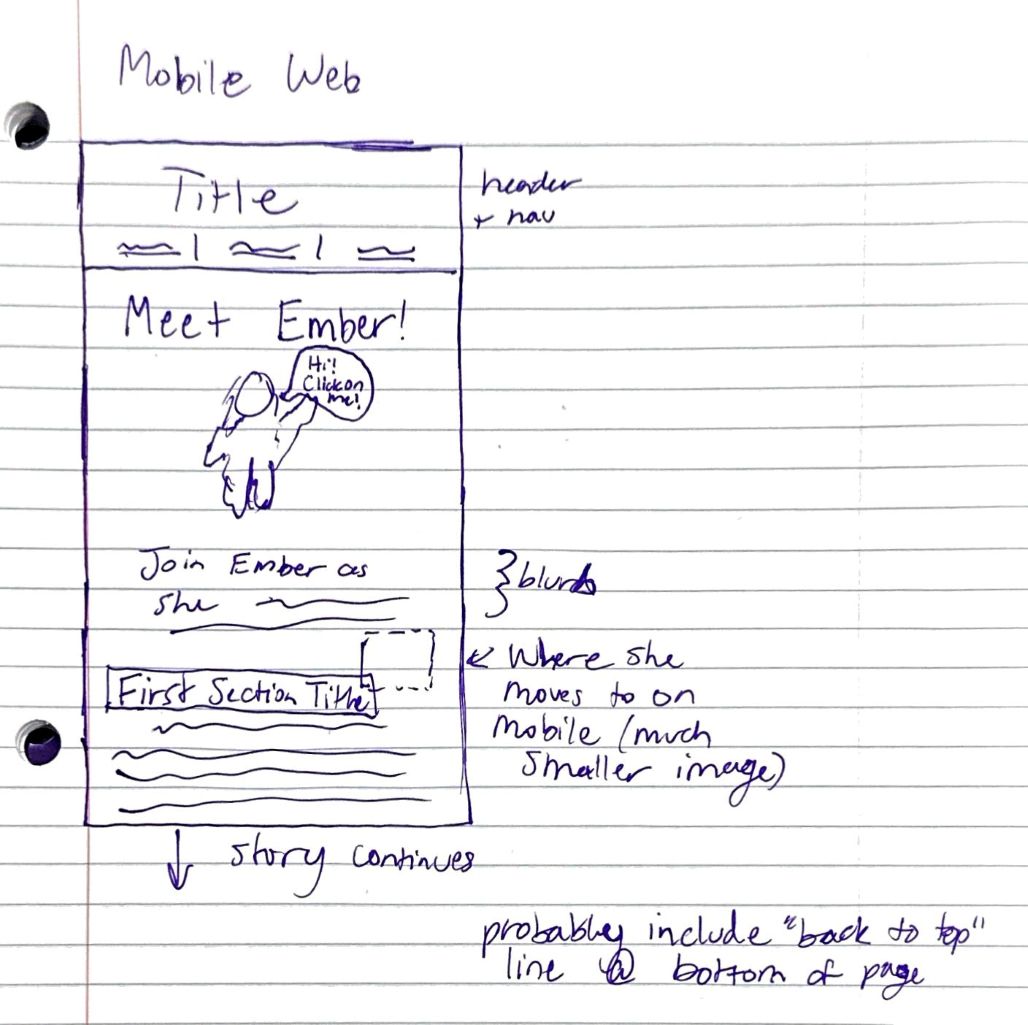 Mobile Web
Title
header
+ nav
Meet Ember!
Hi!
Click on
me!
Join Ember as
she
blurb
First Section Title
← Where she
moves to on
mobile (much
smaller image)
story continues
probably include "back to top"
line @ bottom of page